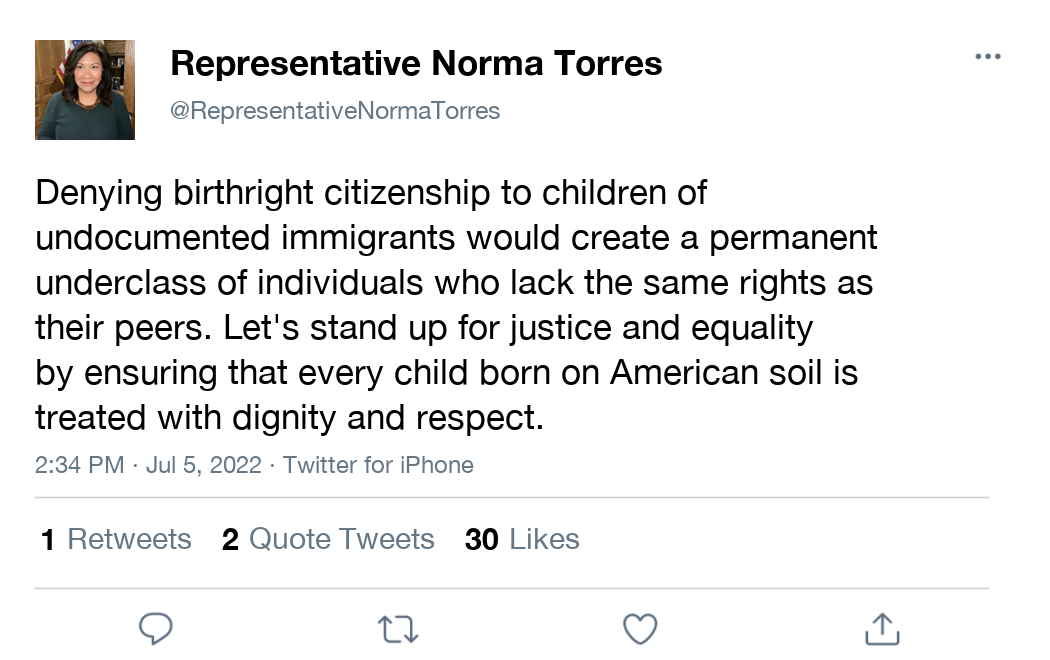 Representative Norma Torres
@RepresentativeNormaTorres
Denying birthright citizenship to children of
undocumented immigrants would create a permanent
underclass of individuals who lack the same rights as
their peers. Let's stand up for justice and equality
by ensuring that every child born on American soil is
treated with dignity and respect.
2:34 PM · Jul 5, 2022 · Twitter for iPhone
1 Retweets 2 Quote Tweets 30 Likes